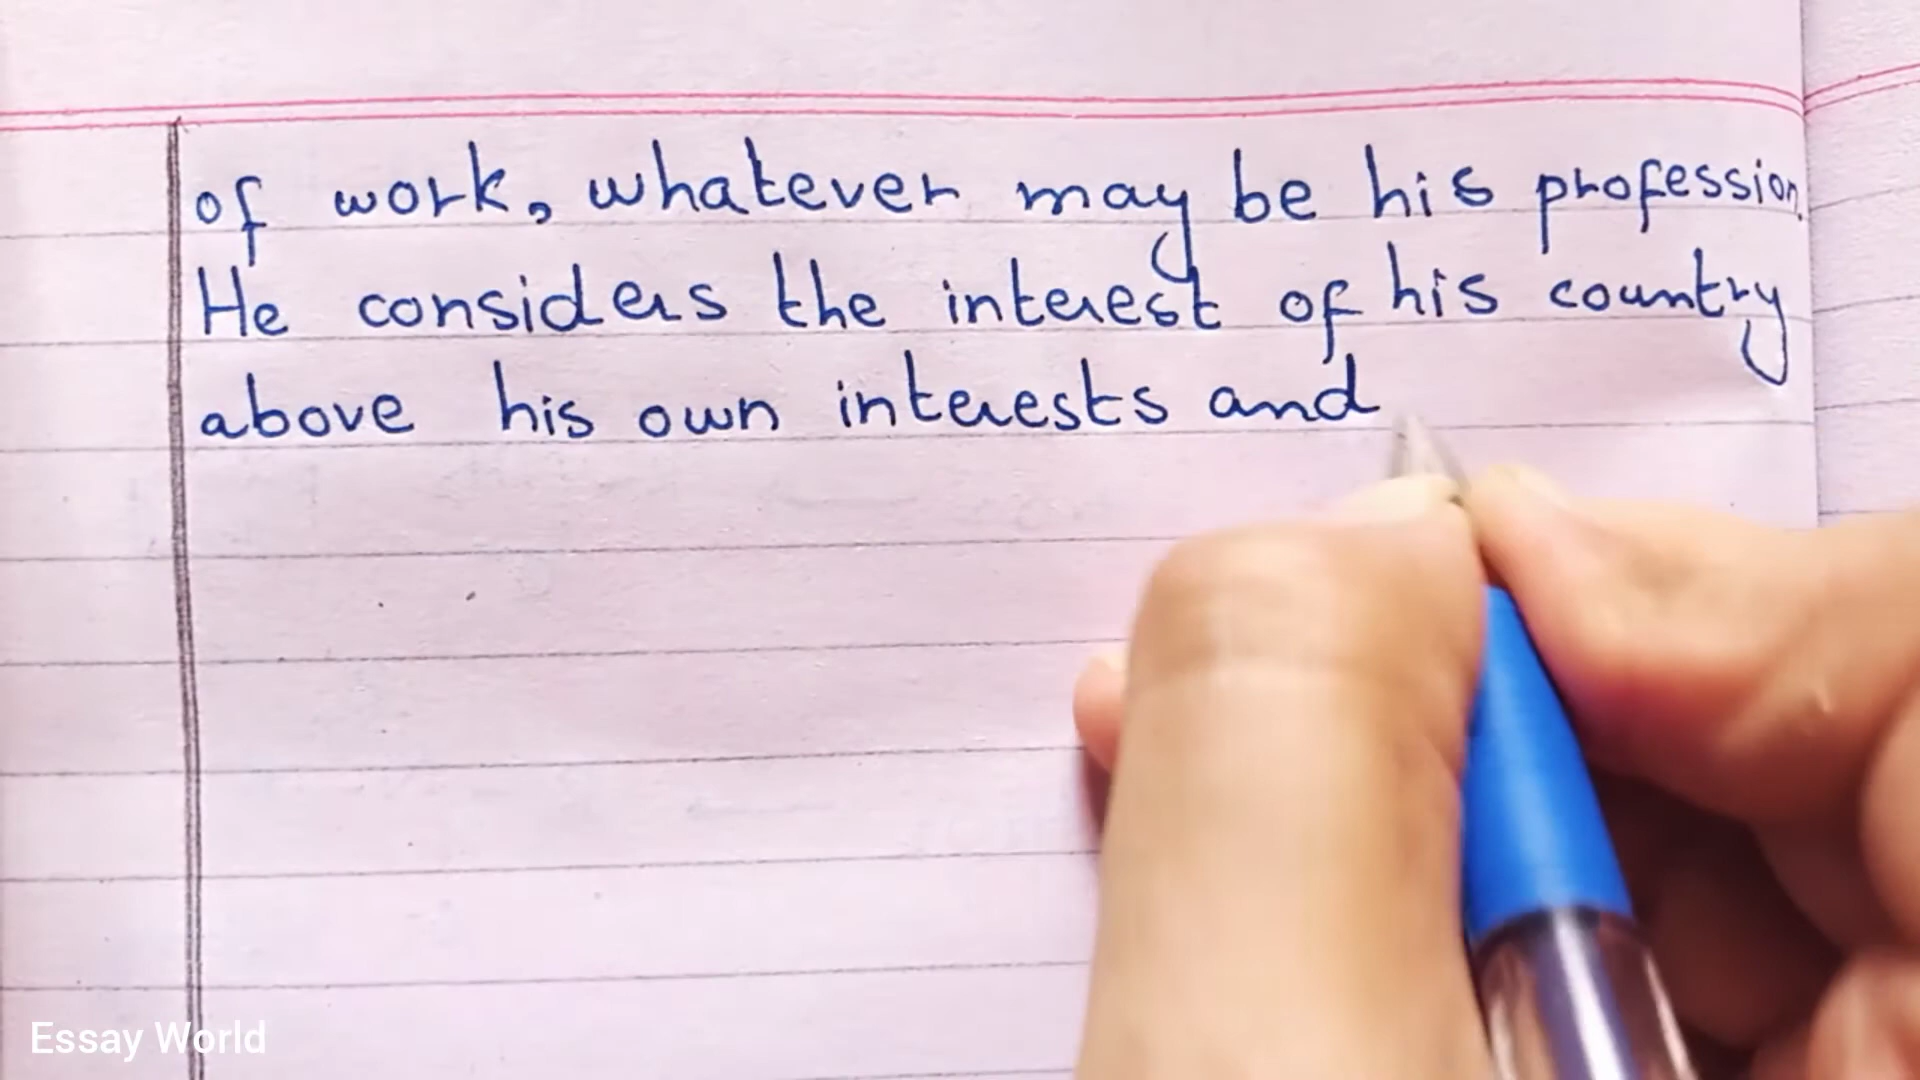 of work, whatever may be his profession.
He considers the interest of his country
above his own interests and
Essay World